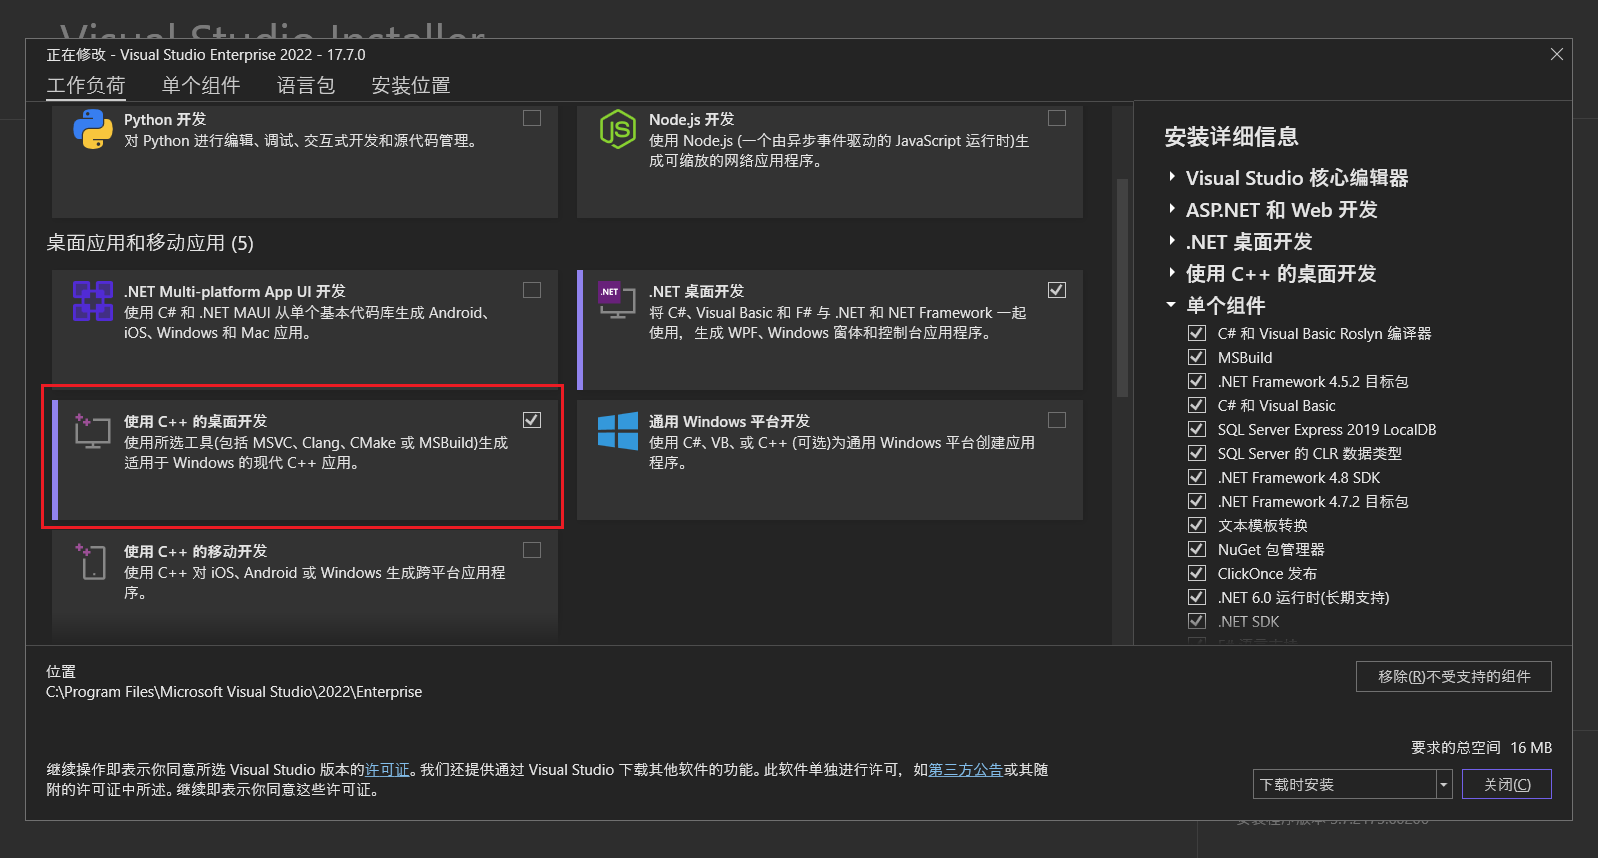 Visual Studio Installer
正在修改 - Visual Studio Enterprise 2022 - 17.7.0
工作负荷 单个组件 语言包 安装位置
Python 开发
对 Python 进行编辑、调试、交互式开发和源代码管理。
Node.js 开发
使用 Node.js (一个由异步事件驱动的 JavaScript 运行时)生
成可缩放的网络应用程序。
桌面应用和移动应用 (5)
.NET Multi-platform App UI 开发
使用 C# 和 .NET MAUI 从单个基本代码库生成 Android、
iOS、Windows 和 Mac 应用。
.NET
.NET 桌面开发
将 C#、Visual Basic 和 F# 与 .NET 和 NET Framework 一起
使用，生成 WPF、Windows 窗体和控制台应用程序。
使用 C++ 的桌面开发
使用所选工具(包括 MSVC、Clang、CMake 或 MSBuild)生成
适用于 Windows 的现代 C++ 应用。
通用 Windows 平台开发
使用 C#、VB、或 C++ (可选)为通用 Windows 平台创建应用
程序。
使用 C++ 的移动开发
使用 C++ 对 iOS、Android 或 Windows 生成跨平台应用程
序。
安装详细信息
Visual Studio 核心编辑器
ASP.NET 和 Web 开发
.NET 桌面开发
使用 C++ 的桌面开发
单个组件
C# 和 Visual Basic Roslyn 编译器
MSBuild
.NET Framework 4.5.2 目标包
C# 和 Visual Basic
SQL Server Express 2019 LocalDB
SQL Server 的 CLR 数据类型
.NET Framework 4.8 SDK
.NET Framework 4.7.2 目标包
文本模板转换
NuGet 包管理器
ClickOnce 发布
.NET 6.0 运行时(长期支持)
.NET SDK
位置
C:\Program Files\Microsoft Visual Studio\2022\Enterprise
移除(R)不受支持的组件
要求的总空间 16 MB
继续操作即表示你同意所选 Visual Studio 版本的许可证。我们还提供通过 Visual Studio 下载其他软件的功能。此软件单独进行许可，如第三方公告或其随
附的许可证中所述。继续即表示你同意这些许可证。
下载时安装
关闭(C)